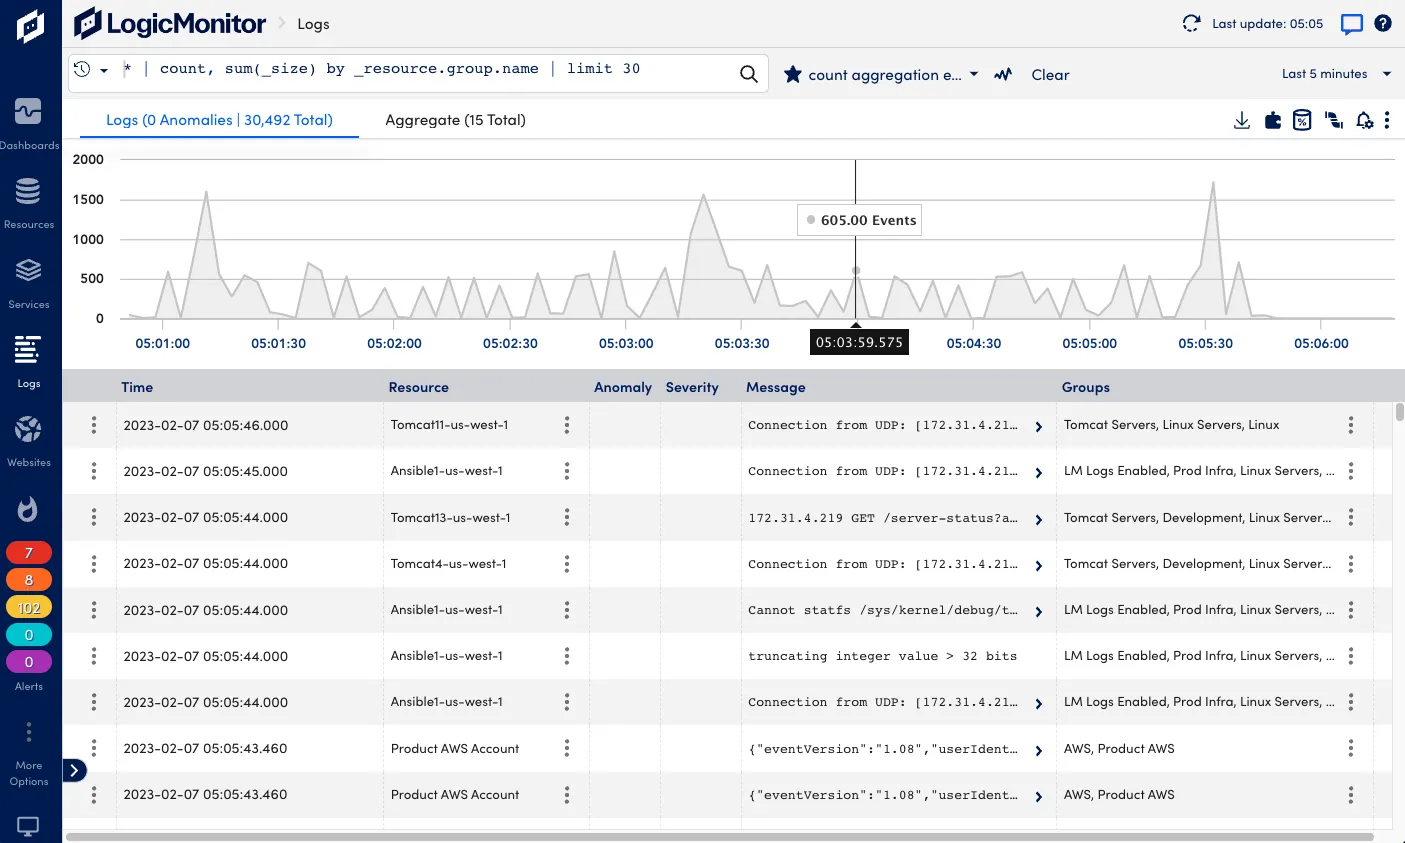 LogicMonitor > Logs
Last update: 05:05
* | count, sum(_size) by _resource.group.name | limit 30
count aggregation e...
Clear
Last 5 minutes
Logs (0 Anomalies | 30,492 Total)
Aggregate (15 Total)
Dashboards
Resources
Services
Logs
Websites
7
8
102
0
0
Alerts
More
Options
2000
1500
1000
500
0
605.00 Events
05:01:00 05:01:30 05:02:00 05:02:30 05:03:00 05:03:30 05:03:59.575 05:04:30 05:05:00 05:05:30 05:06:00
Time Resource Anomaly Severity Message Groups
2023-02-07 05:05:46.000 Tomcat11-us-west-1 Connection from UDP: [172.31.4.21... Tomcat Servers, Linux Servers, Linux
2023-02-07 05:05:45.000 Ansible1-us-west-1 Connection from UDP: [172.31.4.21... LM Logs Enabled, Prod Infra, Linux Servers, ...
2023-02-07 05:05:44.000 Tomcat13-us-west-1 172.31.4.219 GET /server-status?a... Tomcat Servers, Development, Linux Server...
2023-02-07 05:05:44.000 Tomcat4-us-west-1 Connection from UDP: [172.31.4.21... Tomcat Servers, Development, Linux Server...
2023-02-07 05:05:44.000 Ansible1-us-west-1 Cannot statfs /sys/kernel/debug/t... LM Logs Enabled, Prod Infra, Linux Servers, ...
2023-02-07 05:05:44.000 Ansible1-us-west-1 truncating integer value > 32 bits LM Logs Enabled, Prod Infra, Linux Servers, ...
2023-02-07 05:05:44.000 Ansible1-us-west-1 Connection from UDP: [172.31.4.21... LM Logs Enabled, Prod Infra, Linux Servers, ...
2023-02-07 05:05:43.460 Product AWS Account {"eventVersion":"1.08","userIdent... AWS, Product AWS
2023-02-07 05:05:43.460 Product AWS Account {"eventVersion":"1.08","userIdent... AWS, Product AWS